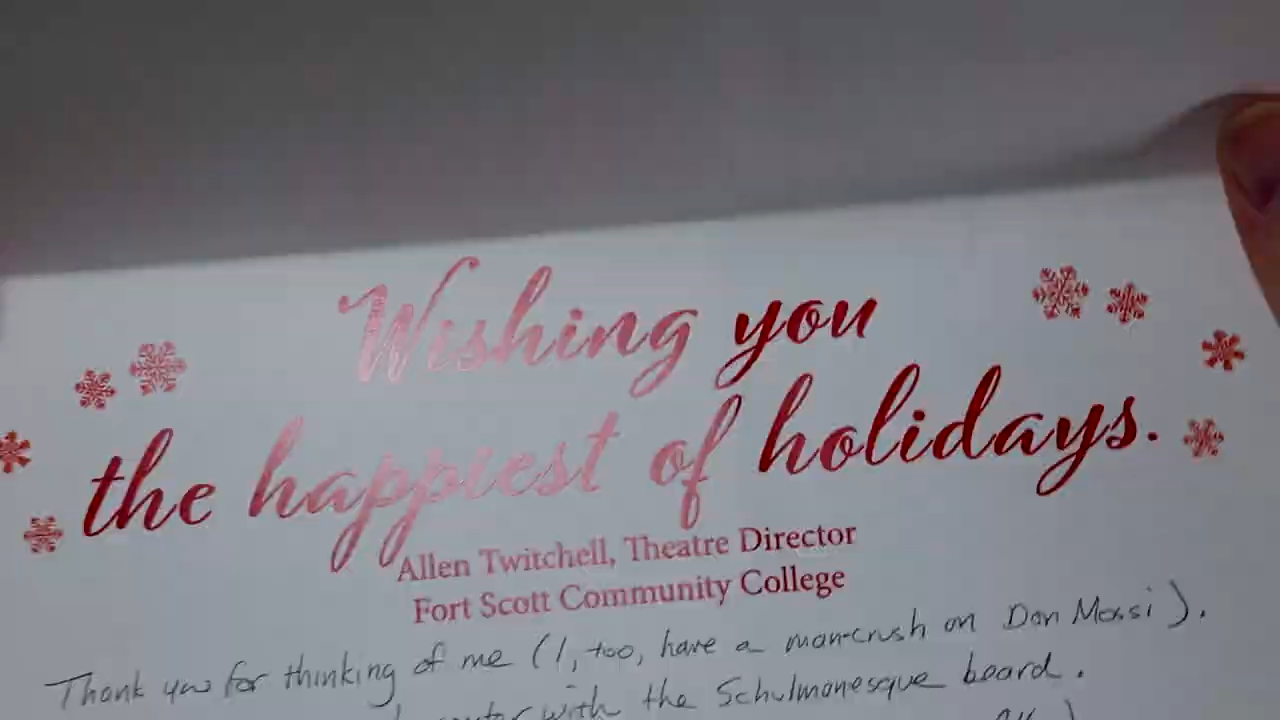 Wishing you
the happiest of holidays.
Allen Twitchell, Theatre Director
Fort Scott Community College
Thank you for thinking of me (I, too, have a man-crush on Don Mossi).
with the Schulmanesque beard.